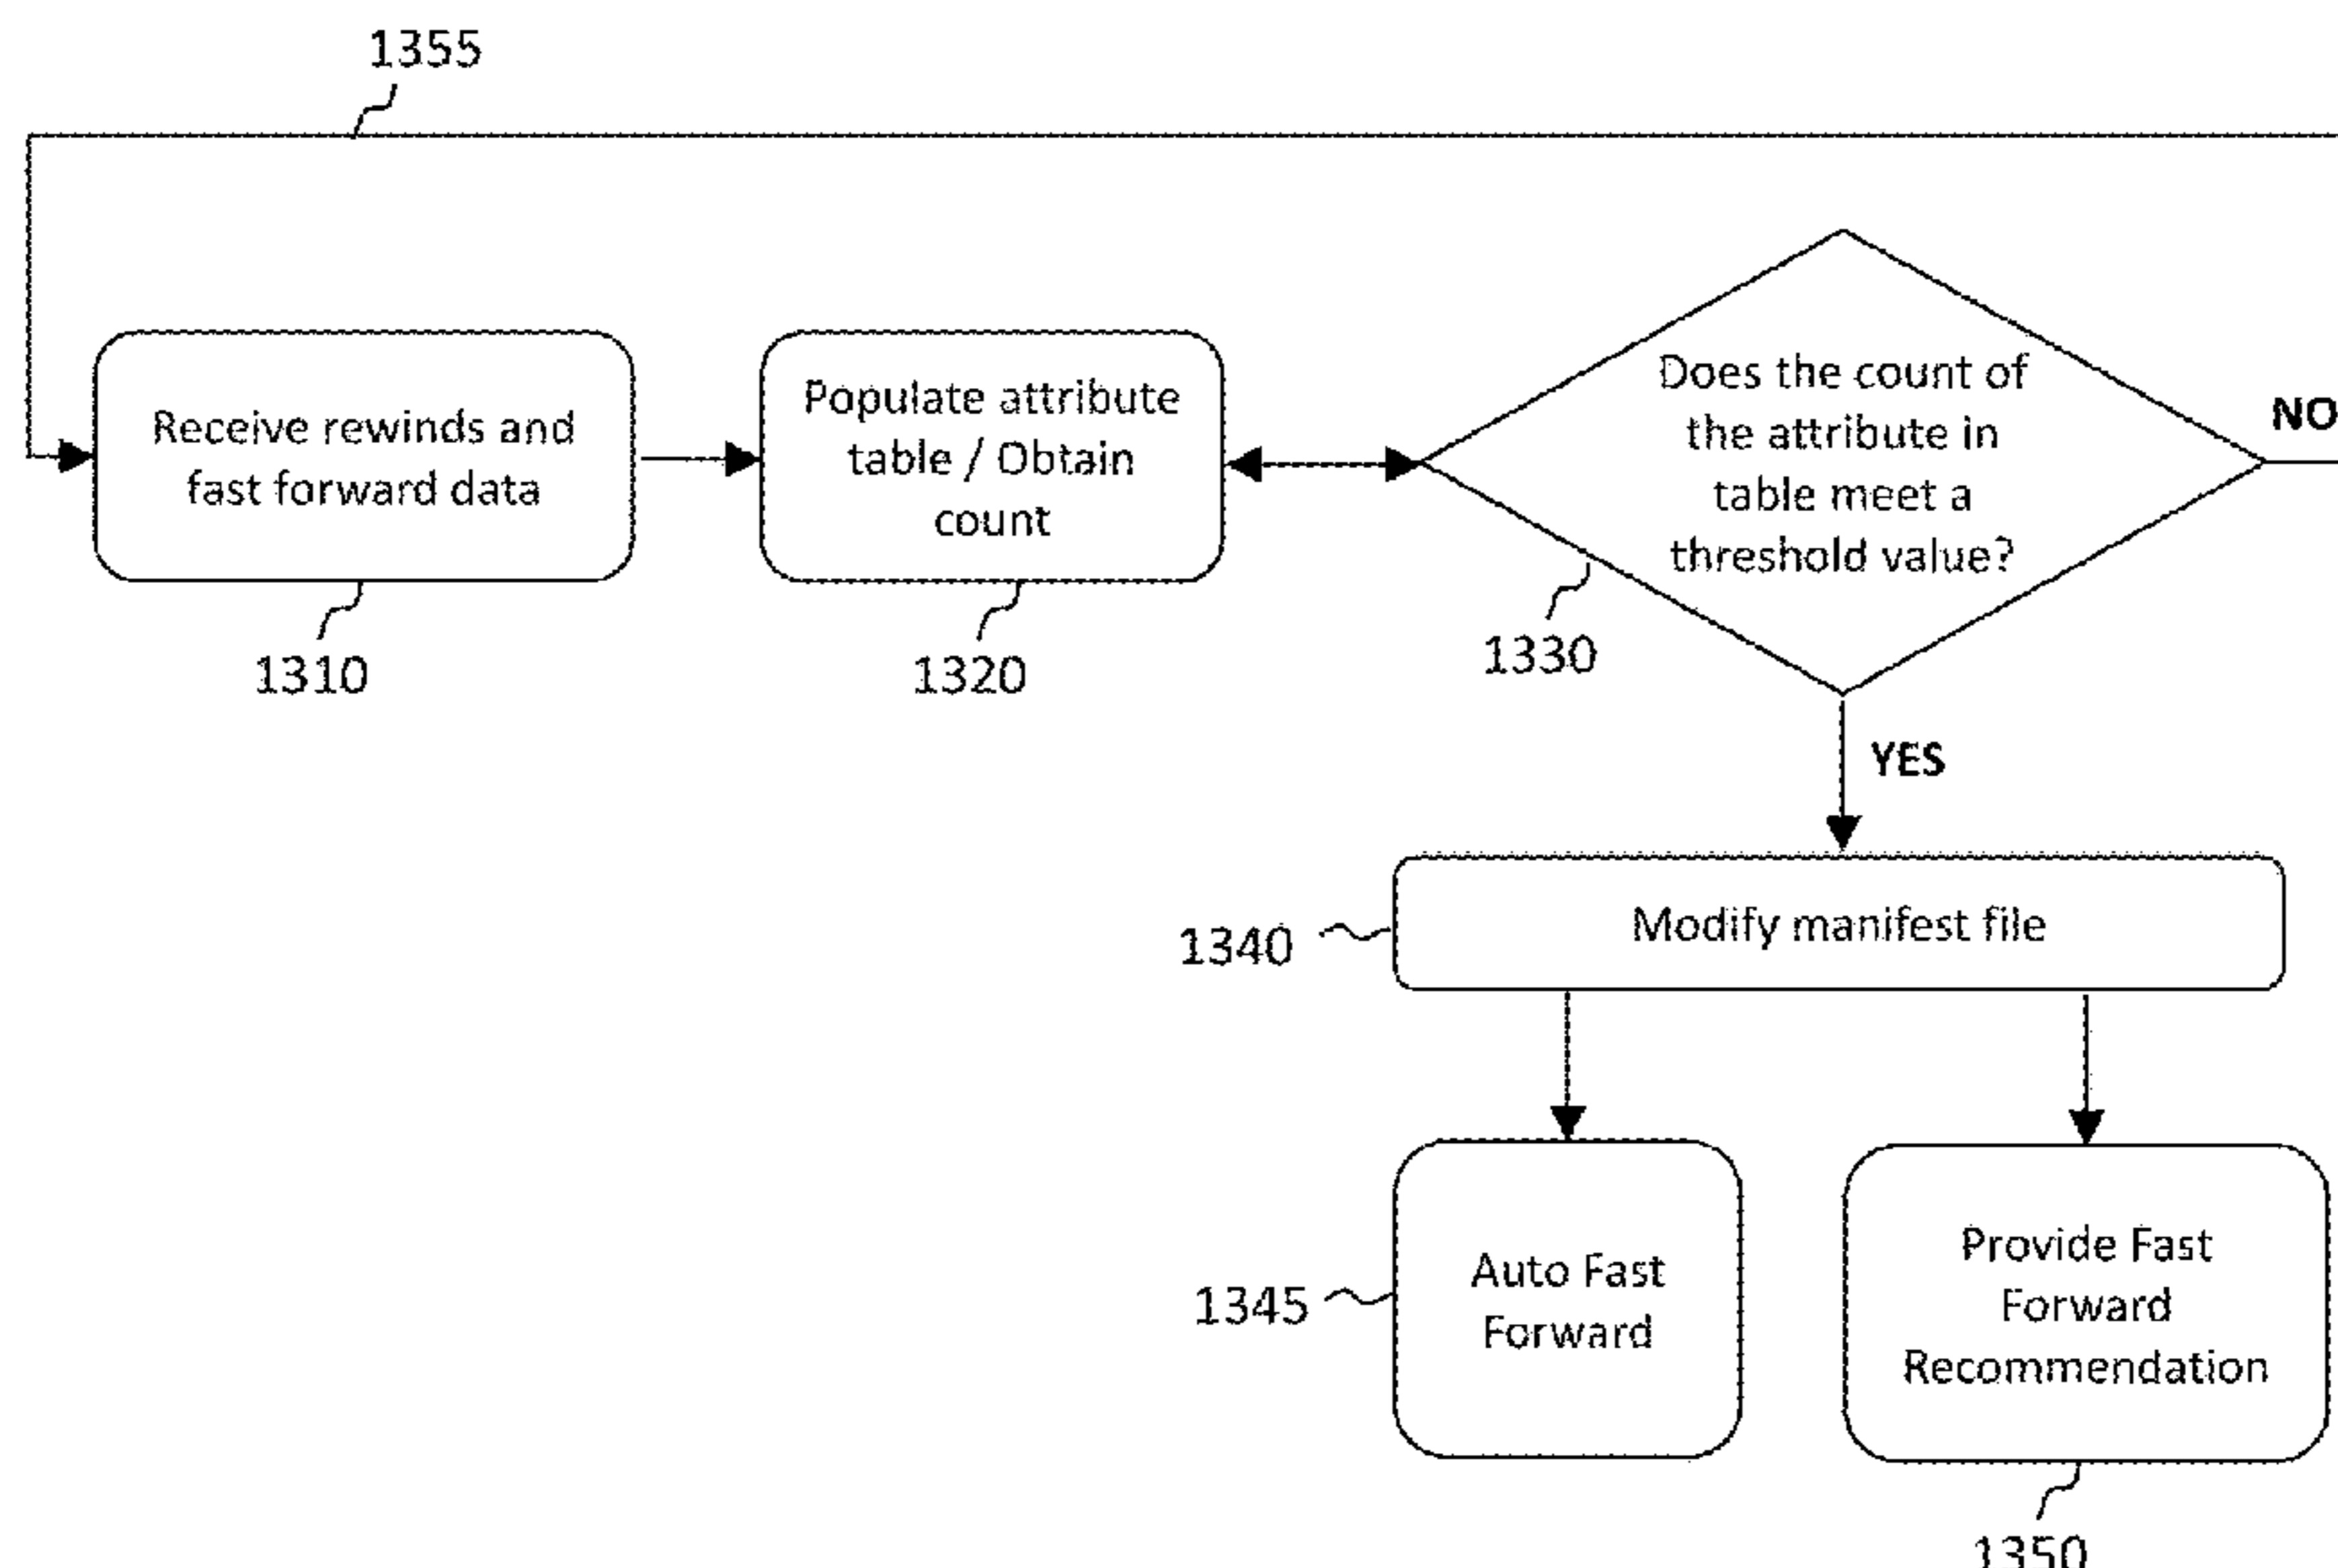 1355
Receive rewinds and
fast forward data
1310
Populate attribute
table / Obtain
count
1320
Does the count of
the attribute in
table meet a
threshold value?
1330
NO
YES
Modify manifest file
1340
Auto Fast
Forward
1345
Provide Fast
Forward
Recommendation
1350